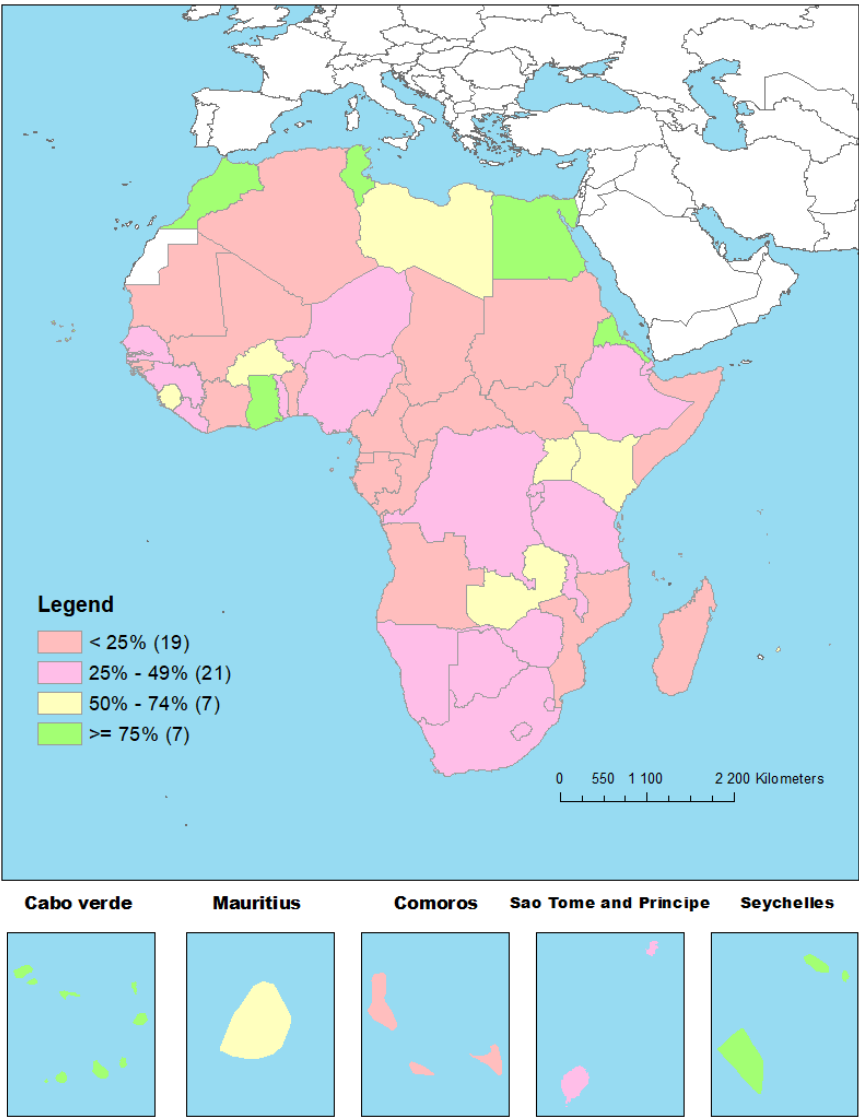 Legend
< 25% (19)
25% - 49% (21)
50% - 74% (7)
>= 75% (7)
0 550 1 100 2 200 Kilometers
Cabo verde Mauritius Comoros Sao Tome and Principe Seychelles